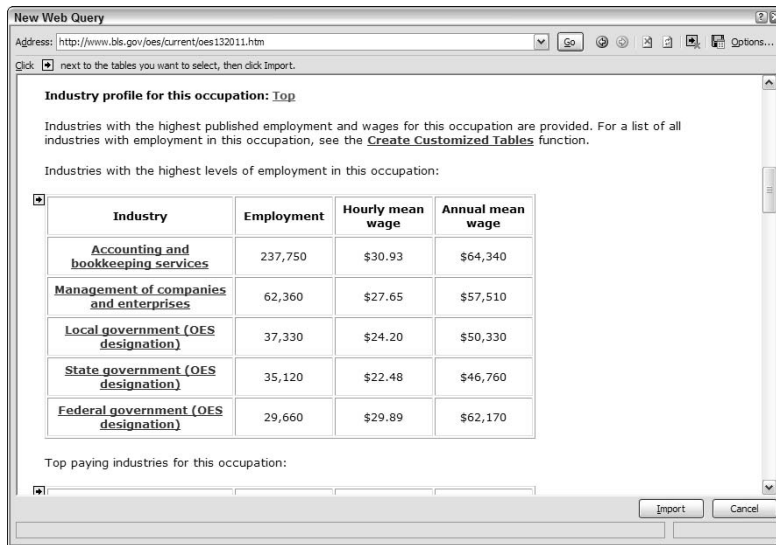 New Web Query
Address: http://www.bls.gov/oes/current/oes132011.htm Go Options...
Click next to the tables you want to select, then click Import.
Industry profile for this occupation: Top
Industries with the highest published employment and wages for this occupation are provided. For a list of all
industries with employment in this occupation, see the Create Customized Tables function.
Industries with the highest levels of employment in this occupation:
Industry Employment Hourly mean wage Annual mean wage
Accounting and
bookkeeping services 237,750 $30.93 $64,340
Management of companies
and enterprises 62,360 $27.65 $57,510
Local government (OES
designation) 37,330 $24.20 $50,330
State government (OES
designation) 35,120 $22.48 $46,760
Federal government (OES
designation) 29,660 $29.89 $62,170
Top paying industries for this occupation:
Import Cancel